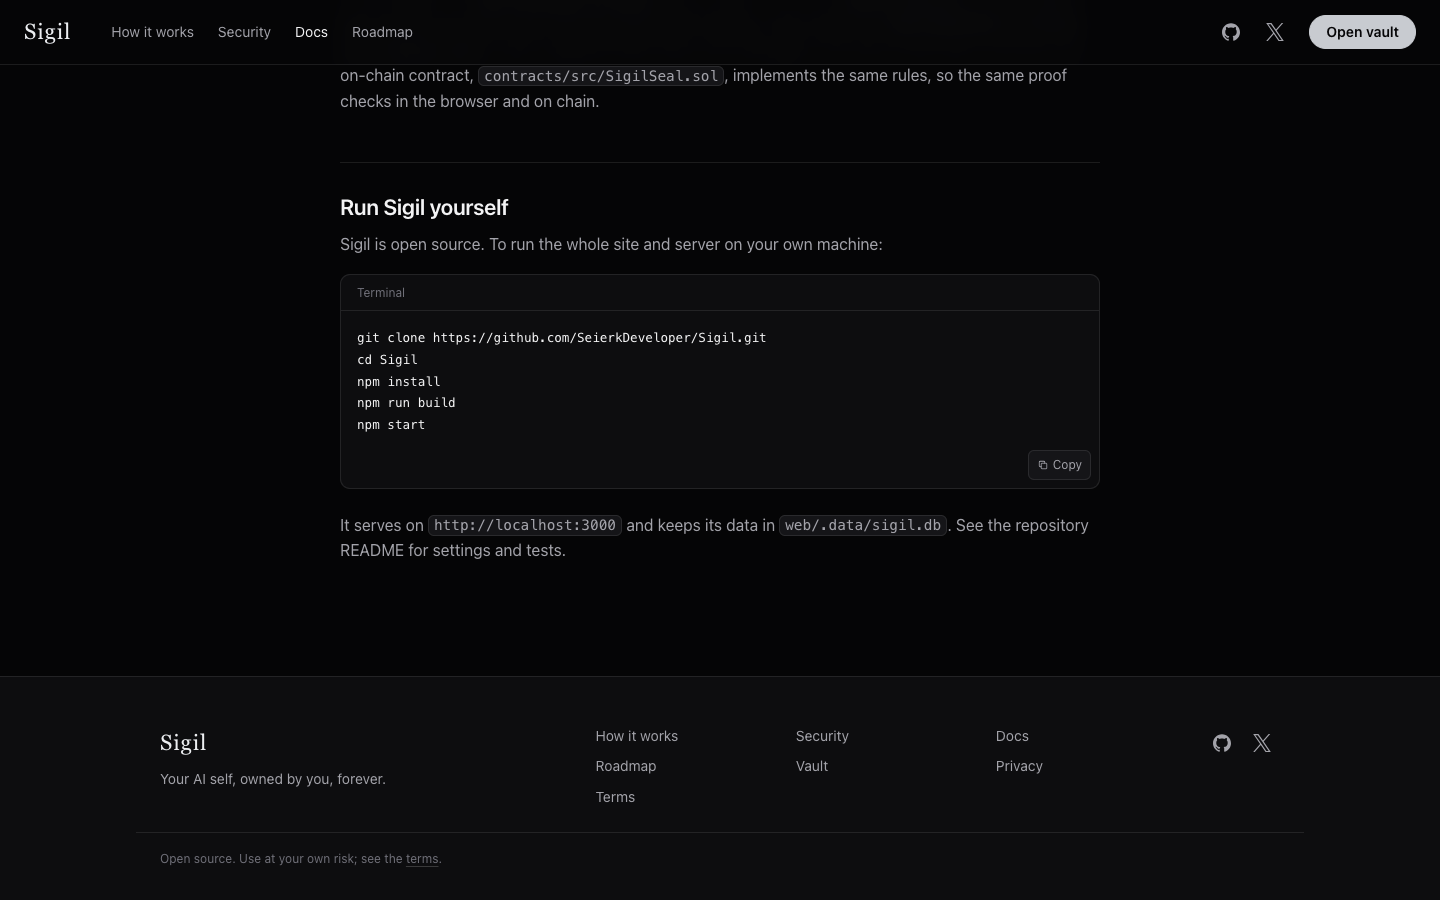 Sigil How it works Security Docs Roadmap Open vault
on-chain contract, contracts/src/SigilSeal.sol, implements the same rules, so the same proof
checks in the browser and on chain.
Run Sigil yourself
Sigil is open source. To run the whole site and server on your own machine:
Terminal
git clone https://github.com/SeierkDeveloper/Sigil.git
cd Sigil
npm install
npm run build
npm start
Copy
It serves on http://localhost:3000 and keeps its data in web/.data/sigil.db. See the repository
README for settings and tests.
Sigil
Your AI self, owned by you, forever.
How it works Security Docs
Roadmap Vault Privacy
Terms
Open source. Use at your own risk; see the terms.